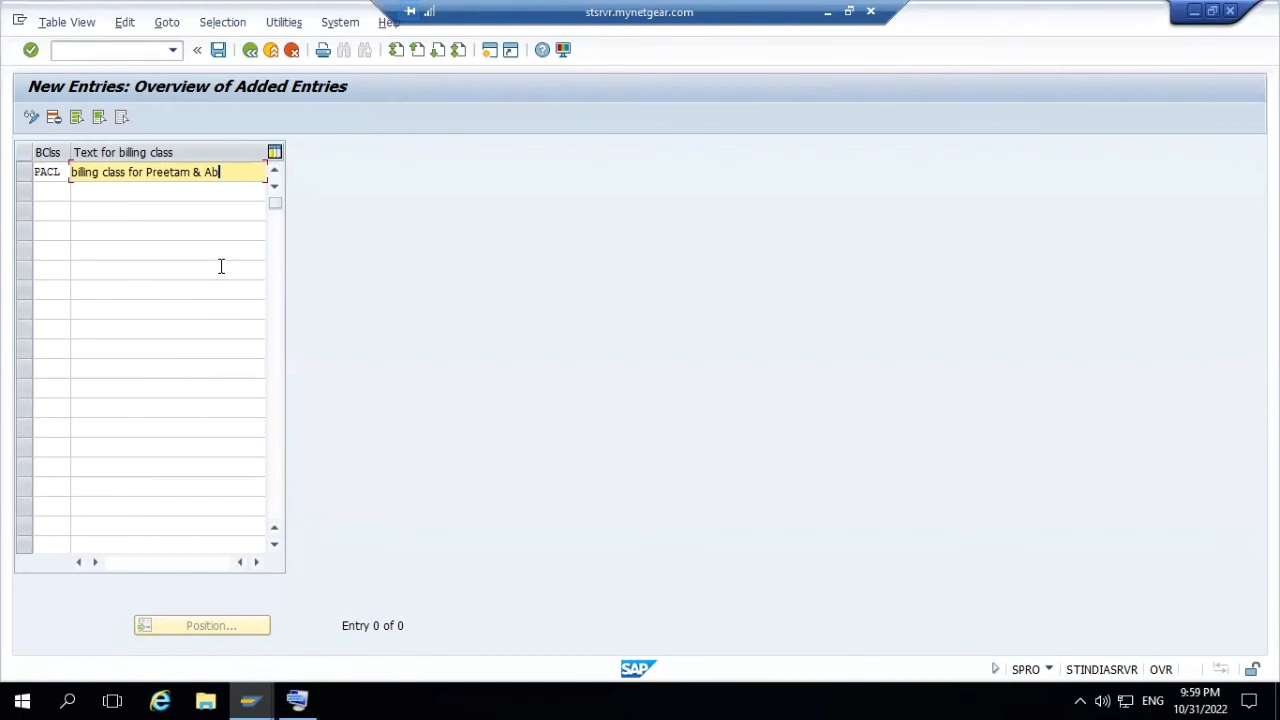 stsrvr.mynetgear.com
Table View Edit Goto Selection Utilities System Help
New Entries: Overview of Added Entries
BClss Text for billing class
PACL billing class for Preetam & Ab
Position... Entry 0 of 0
SAP
SPRO STINDIASRVR OVR
ENG
9:59 PM
10/31/2022